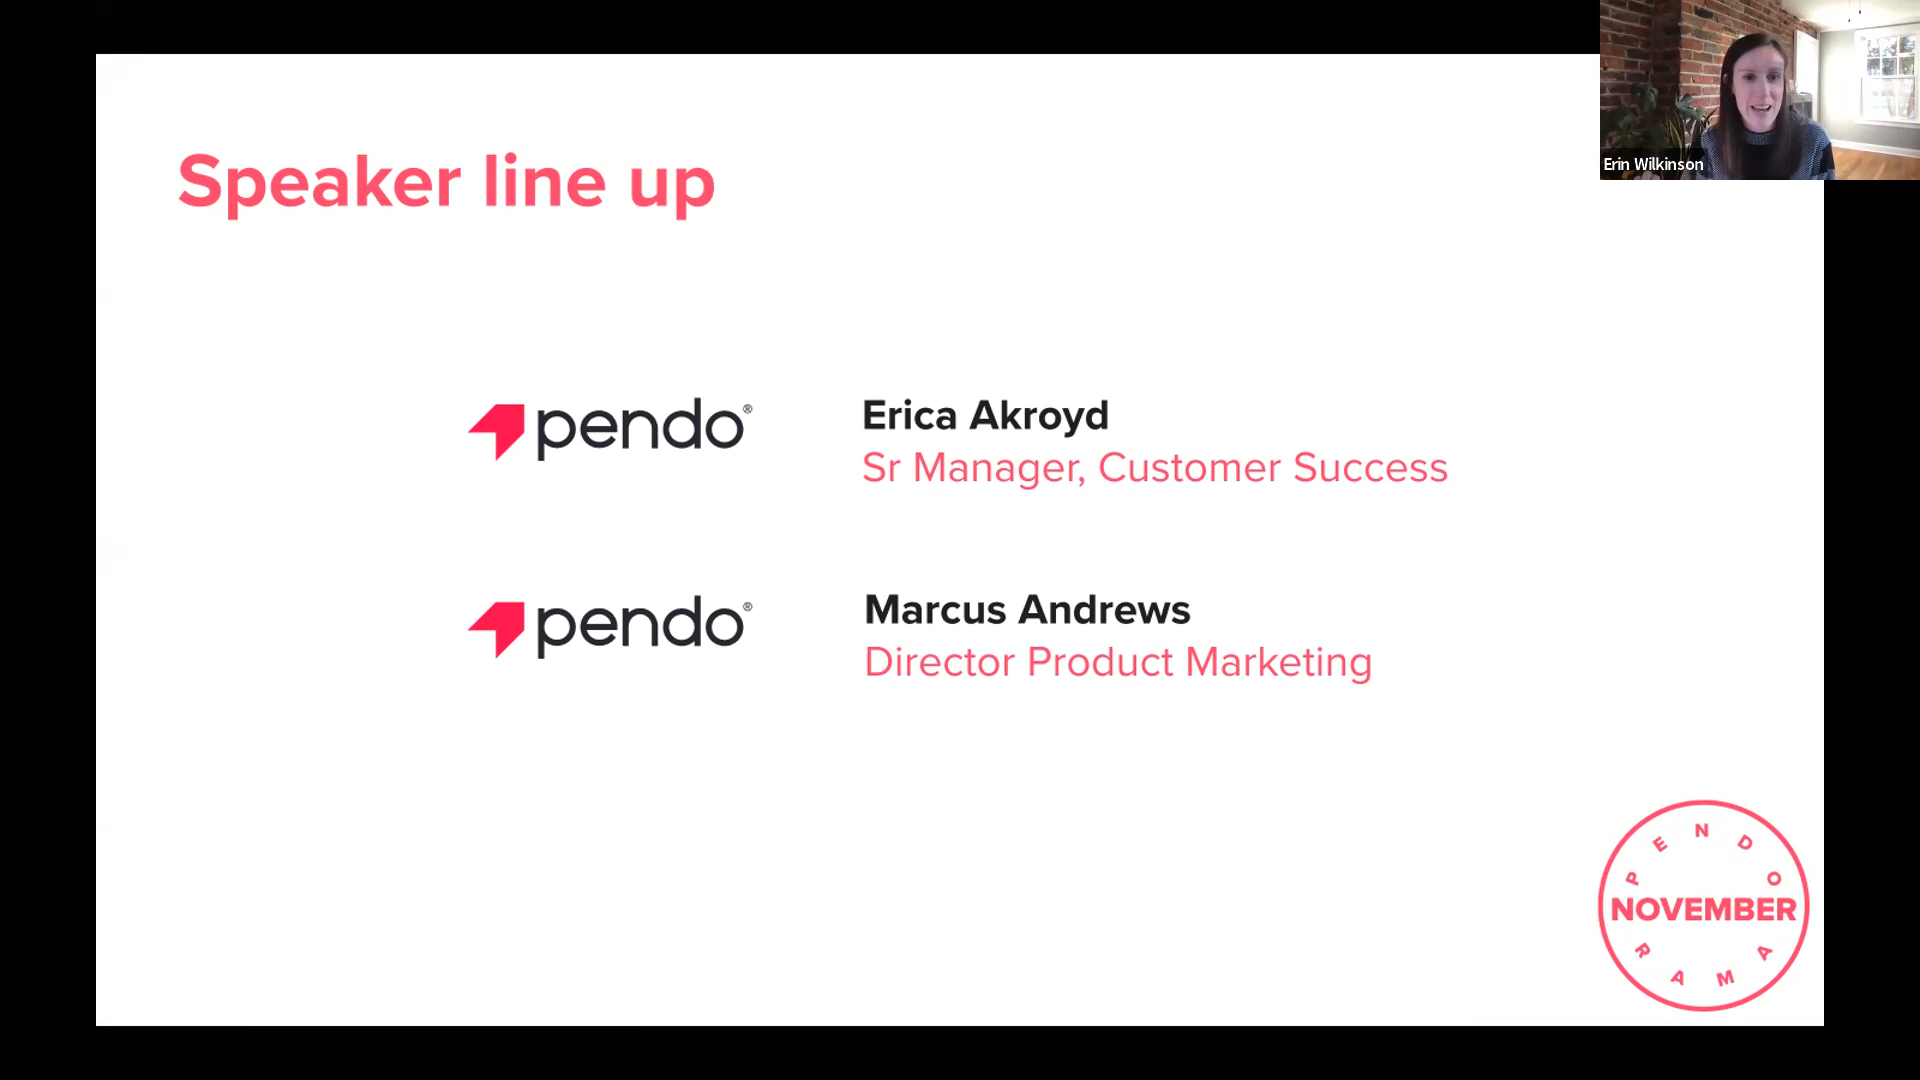 Speaker line up
Erin Wilkinson
pendo®
Erica Akroyd
Sr Manager, Customer Success
pendo®
Marcus Andrews
Director Product Marketing
PENDO
NOVEMBER
RAMA